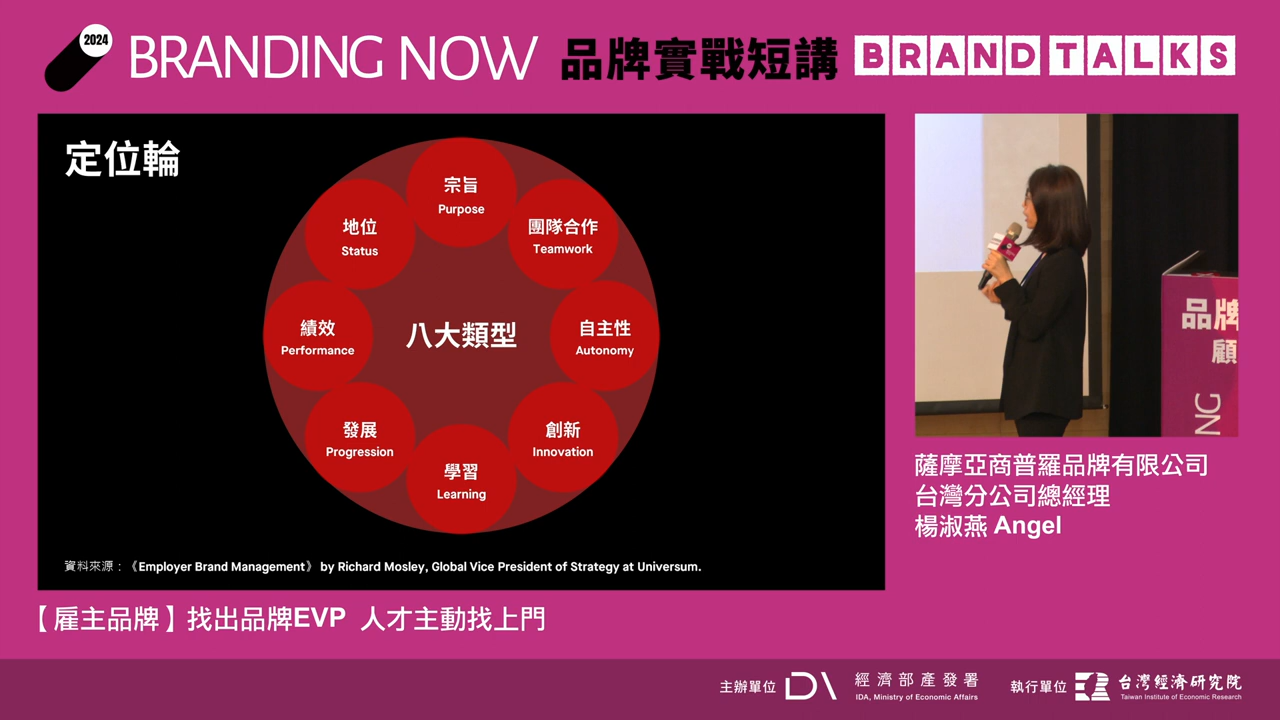 2024
BRANDING NOW 品牌實戰短講 BRAND TALKS
定位輪
宗旨
Purpose
團隊合作
Teamwork
自主性
Autonomy
創新
Innovation
學習
Learning
發展
Progression
績效
Performance
地位
Status
八大類型
資料來源：《Employer Brand Management》 by Richard Mosley, Global Vice President of Strategy at Universum.
品牌
顧
NG
薩摩亞商普羅品牌有限公司
台灣分公司總經理
楊淑燕 Angel
【雇主品牌】找出品牌EVP 人才主動找上門
主辦單位 IDA 經濟部產業發展署
IDA, Ministry of Economic Affairs
執行單位 台灣經濟研究院
Taiwan Institute of Economic Research